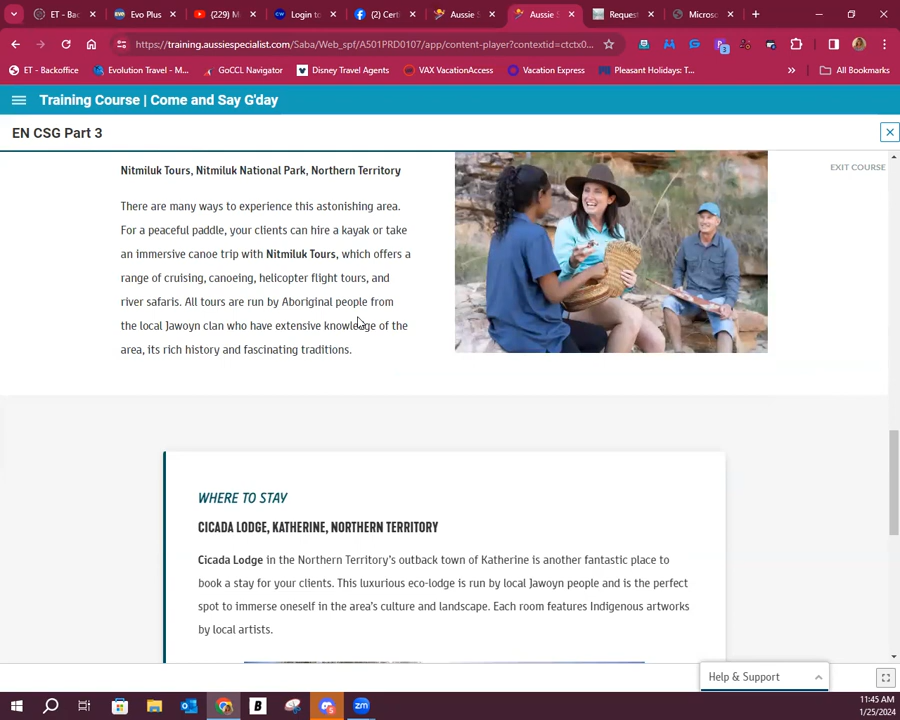 ET - Bac
Evo Plus
(229) M
Login to
(2) Cert
Aussie S
Aussie S
Request
Microso
https://training.aussiespecialist.com/Saba/Web_spf/A501PRD0107/app/content-player?contextid=ctctx0...
3
ET - Backoffice
Evolution Travel - M...
GoCCL Navigator
Disney Travel Agents
VAX VacationAccess
Vacation Express
Pleasant Holidays: T...
»
All Bookmarks
Training Course | Come and Say G'day
EN CSG Part 3
EXIT COURSE
Nitmiluk Tours, Nitmiluk National Park, Northern Territory
There are many ways to experience this astonishing area.
For a peaceful paddle, your clients can hire a kayak or take
an immersive canoe trip with Nitmiluk Tours, which offers a
range of cruising, canoeing, helicopter flight tours, and
river safaris. All tours are run by Aboriginal people from
the local Jawoyn clan who have extensive knowledge of the
area, its rich history and fascinating traditions.
WHERE TO STAY
CICADA LODGE, KATHERINE, NORTHERN TERRITORY
Cicada Lodge in the Northern Territory's outback town of Katherine is another fantastic place to
book a stay for your clients. This luxurious eco-lodge is run by local Jawoyn people and is the perfect
spot to immerse oneself in the area's culture and landscape. Each room features Indigenous artworks
by local artists.
Help & Support
B
zm
11:45 AM
1/25/2024